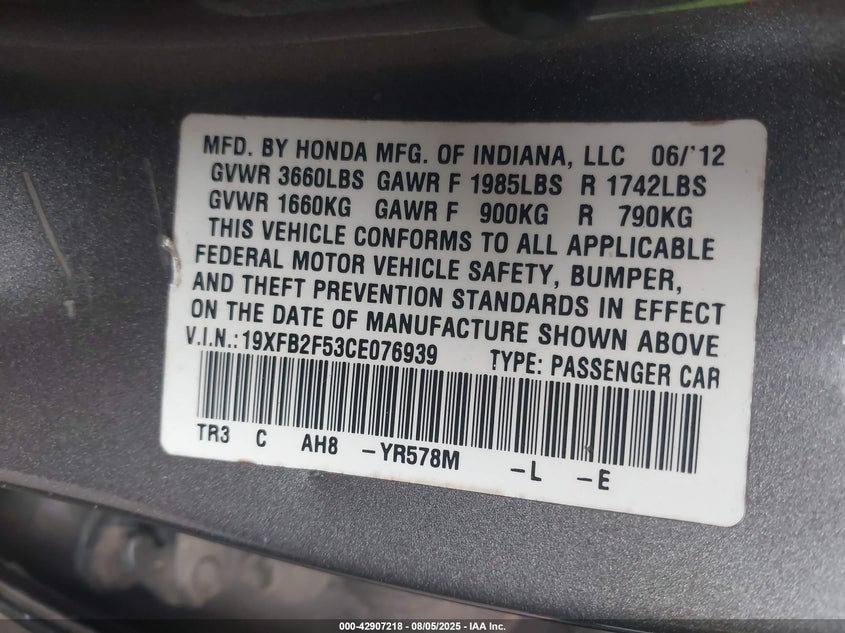 MFD. BY HONDA MFG. OF INDIANA, LLC 06/'12
GVWR 3660LBS GAWR F 1985LBS R 1742LBS
GVWR 1660KG GAWR F 900KG R 790KG
THIS VEHICLE CONFORMS TO ALL APPLICABLE
FEDERAL MOTOR VEHICLE SAFETY, BUMPER,
AND THEFT PREVENTION STANDARDS IN EFFECT
ON THE DATE OF MANUFACTURE SHOWN ABOVE
V.I.N.:19XFB2F53CE076939 TYPE: PASSENGER CAR
TR3 C AH8 -YR578M -L -E
000-42907218 - 08/05/2025 - IAA Inc.